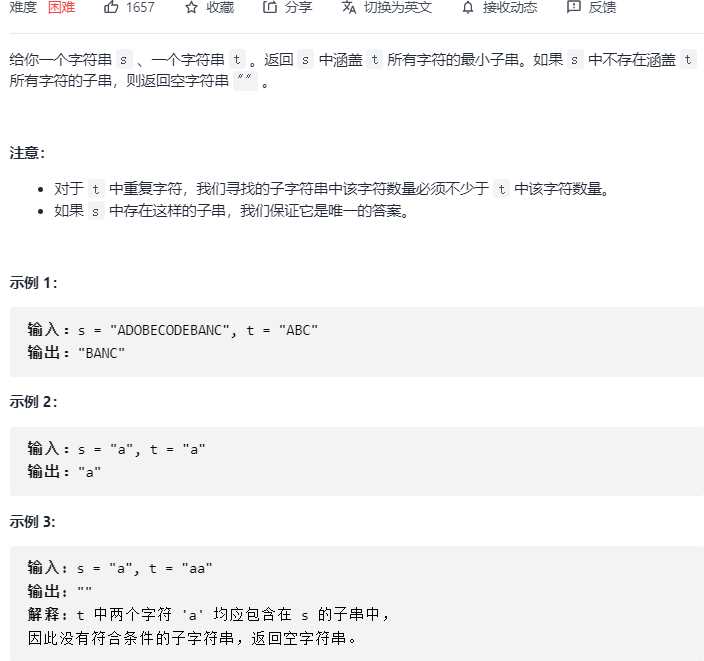 难度 困难 1657 收藏 分享 切换为英文 接收动态 反馈
给你一个字符串 s 、一个字符串 t 。返回 s 中涵盖 t 所有字符的最小子串。如果 s 中不存在涵盖 t
所有字符的子串，则返回空字符串 "" 。
注意：
• 对于 t 中重复字符，我们寻找的子字符串中该字符数量必须不少于 t 中该字符数量。
• 如果 s 中存在这样的子串，我们保证它是唯一的答案。
示例 1：
输入：s = "ADOBECODEBANC", t = "ABC"
输出："BANC"
示例 2：
输入：s = "a", t = "a"
输出："a"
示例 3:
输入：s = "a", t = "aa"
输出：""
解释：t 中两个字符 'a' 均应包含在 s 的子串中，
因此没有符合条件的子字符串，返回空字符串。